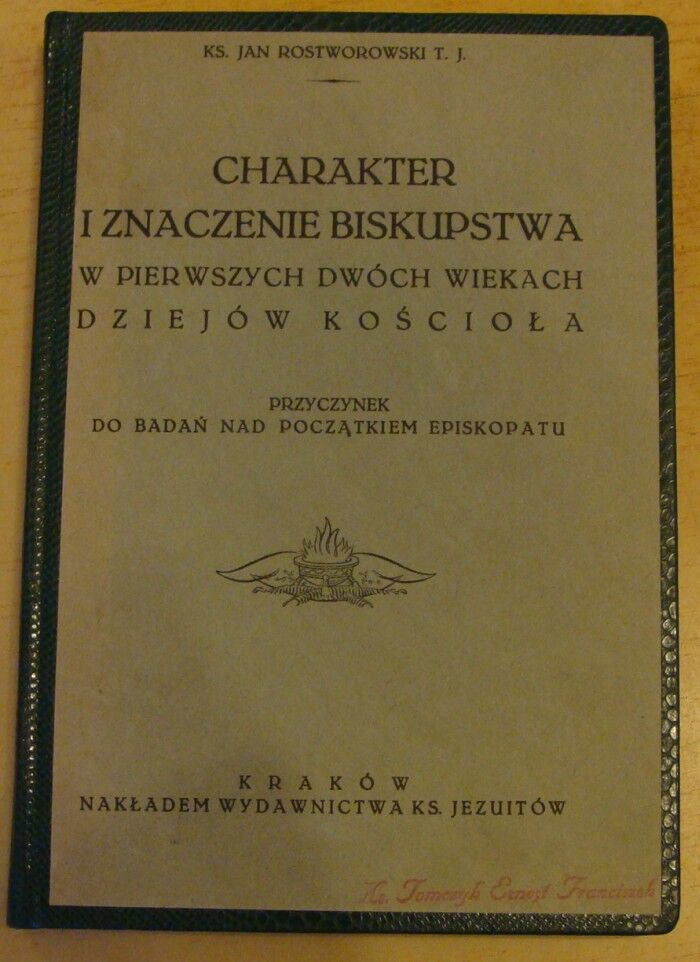 KS. JAN ROSTWOROWSKI T. J.
CHARAKTER
I ZNACZENIE BISKUPSTWA
W PIERWSZYCH DWÓCH WIEKACH
DZIEJÓW KOŚCIOŁA
PRZYCZYNEK
DO BADAŃ NAD POCZĄTKIEM EPISKOPATU
KRAKÓW
NAKŁADEM WYDAWNICTWA KS. JEZUITÓW
Ks. Tomczyk Ernest Franciszek